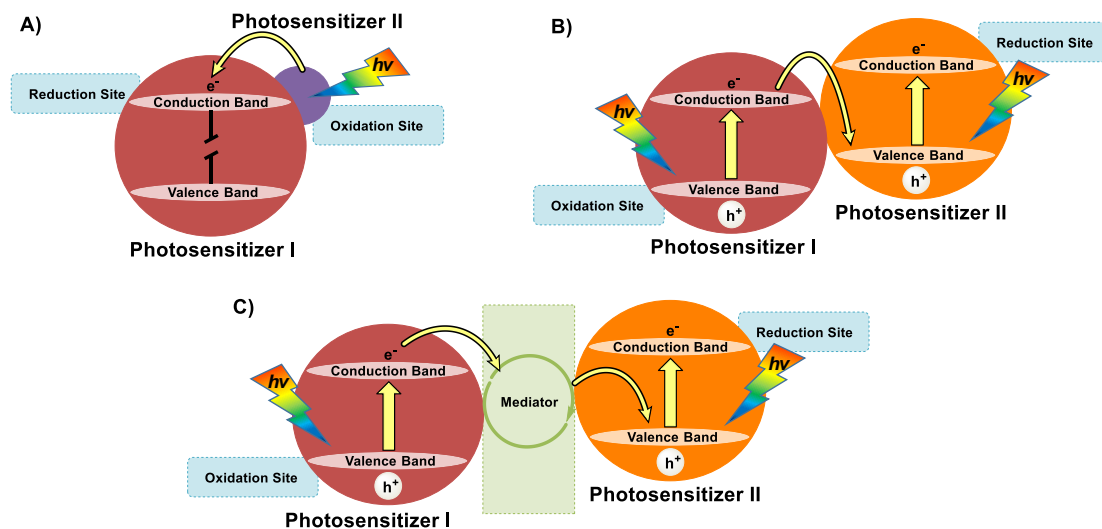 A)
Photosensitizer II
hv
e-
Reduction Site
Conduction Band
Oxidation Site
Valence Band
Photosensitizer I
B)
e-
Reduction Site
Conduction Band
hv
hv
e-
Conduction Band
Valence Band
h+
Valence Band
Oxidation Site
h+
Photosensitizer II
Photosensitizer I
C)
e-
Reduction Site
Conduction Band
hv
e-
Conduction Band
hv
Mediator
Valence Band
h+
Valence Band
Oxidation Site
h+
Photosensitizer II
Photosensitizer I